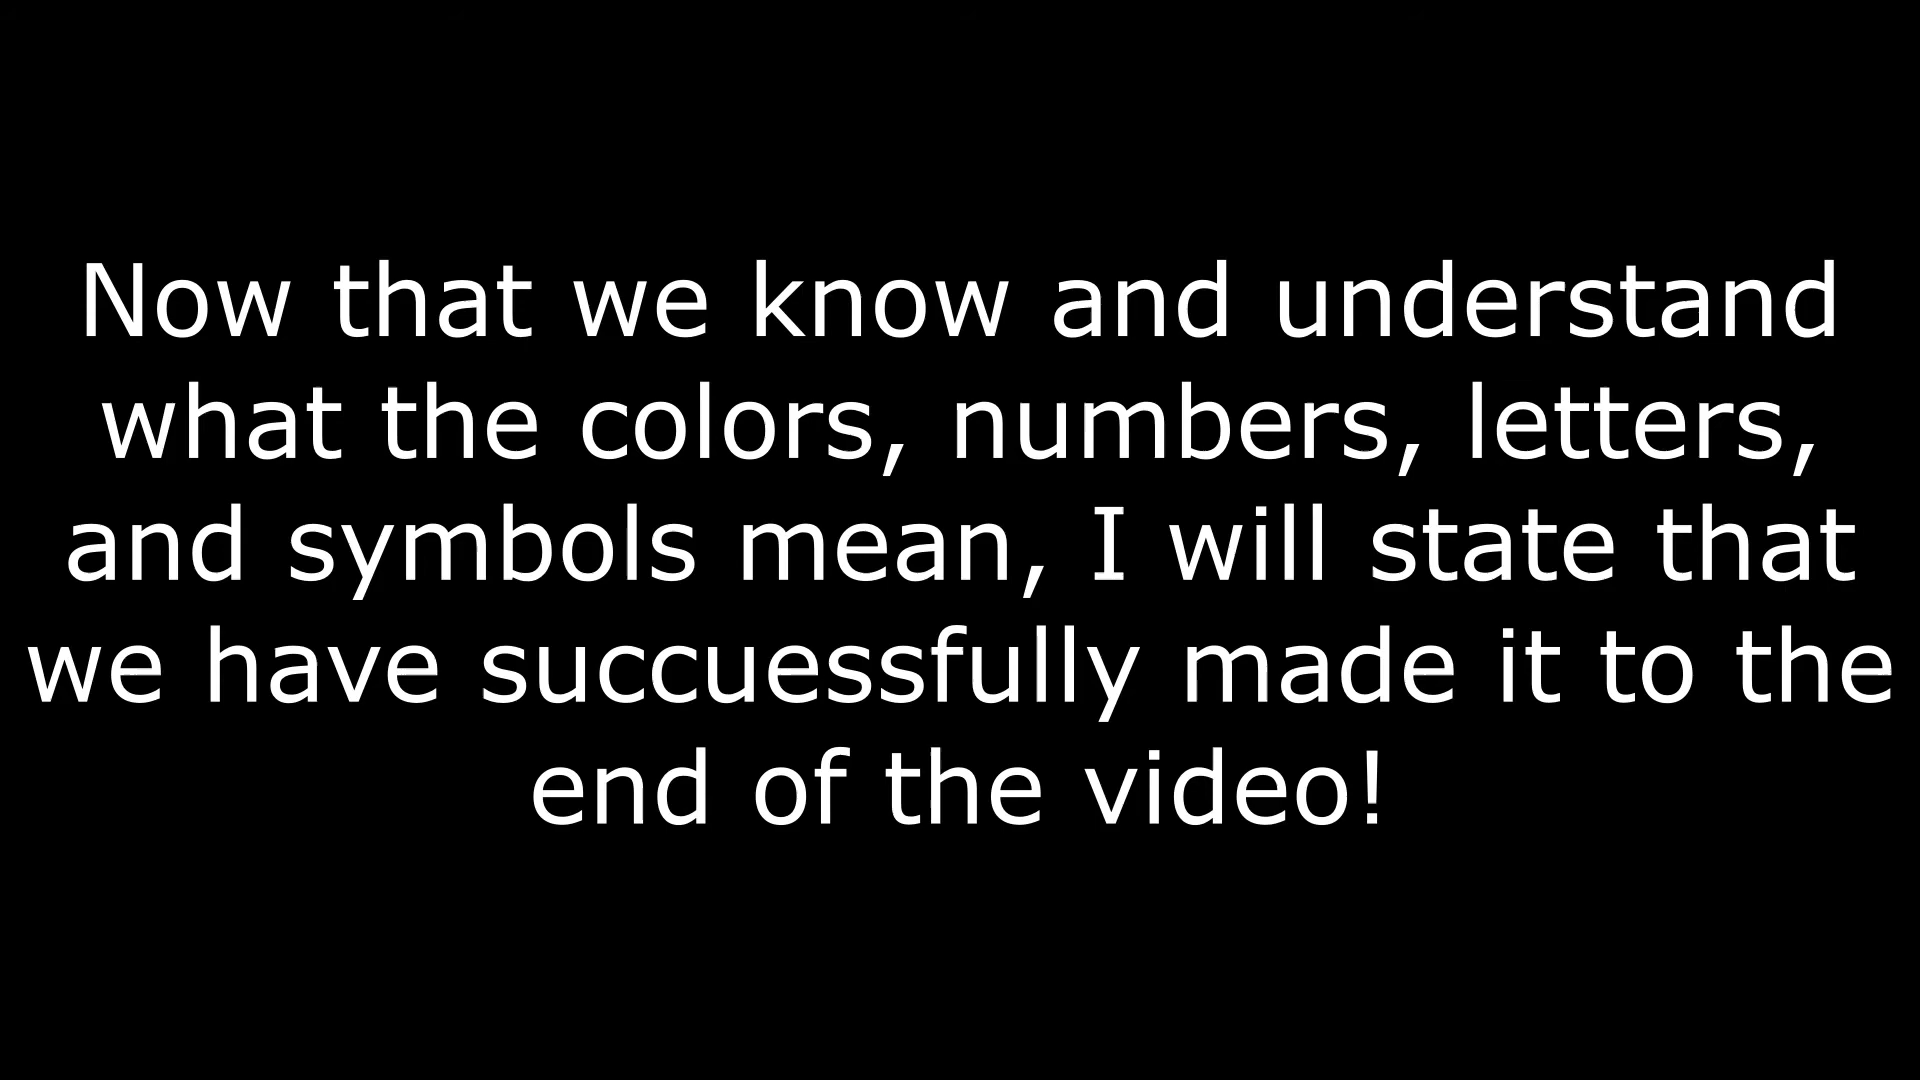 Now that we know and understand
what the colors, numbers, letters,
and symbols mean, I will state that
we have succuessfully made it to the
end of the video!